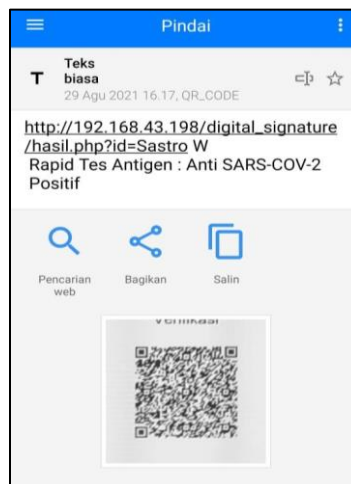 Pindai
Teks
biasa
T
29 Agu 2021 16.17, QR_CODE
http://192.168.43.198/digital_signature
/hasil.php?id=Sastro W
Rapid Tes Antigen : Anti SARS-COV-2
Positif
Pencarian
web
Bagikan
Salin